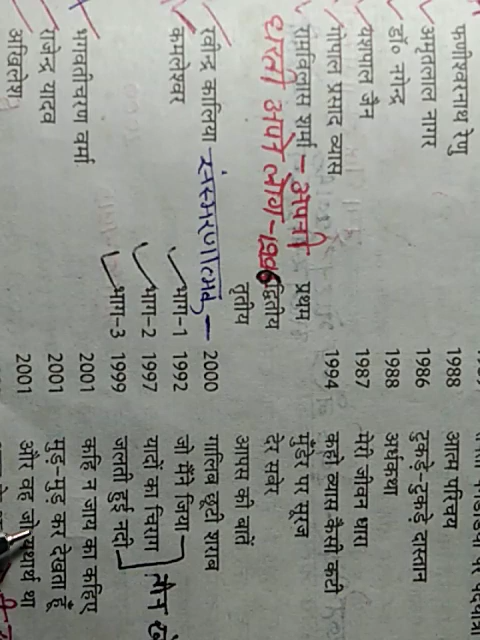 फणीश्वरनाथ रेणु 1988 आत्म परिचय
अमृतलाल नागर 1986 टुकड़े-टुकड़े दास्तान
डॉ० नगेन्द्र 1988 अर्धकथा
यशपाल जैन 1987 मेरी जीवन धारा
गोपाल प्रसाद व्यास 1994 कहो व्यास कैसी कटी
रामविलास शर्मा - अपनी प्रथम मुँडेर पर सूरज
धरती अपने लोग-1996 द्वितीय देर सबेर
तृतीय आपस की बातें
रवीन्द्र कालिया संस्मरणात्मक - 2000 गालिब छुटी शराब
कमलेश्वर भाग-1 1992 जो मैंने जिया
भाग-2 1997 यादों का चिराग
भाग-3 1999 जलती हुई नदी
तीन
भगवतीचरण वर्मा 2001 कहि न जाय का कहिए
राजेन्द्र यादव 2001 मुड़-मुड़ कर देखता हूँ
अखिलेश 2001 और वह जो यथार्थ था